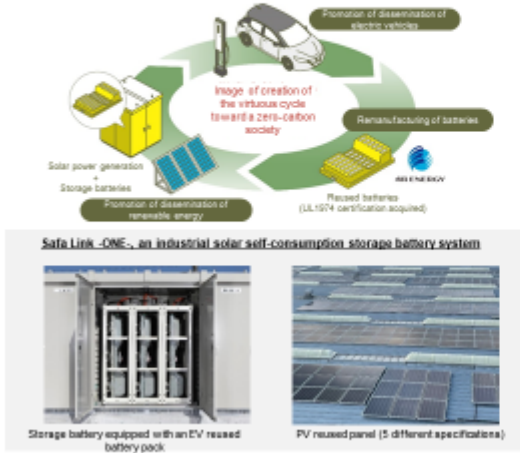 Promotion of dissemination of
electric vehicles
Image of creation of
the virtuous cycle
toward a zero-carbon
society
Remanufacturing of batteries
4R ENERGY
Solar power generation
+
Storage batteries
Reused batteries
(UL1974 certification acquired)
Promotion of dissemination of
renewable energy
Safa Link -ONE-, an industrial solar self-consumption storage battery system
Storage battery equipped with an EV reused
battery pack
PV reused panel (5 different specifications)